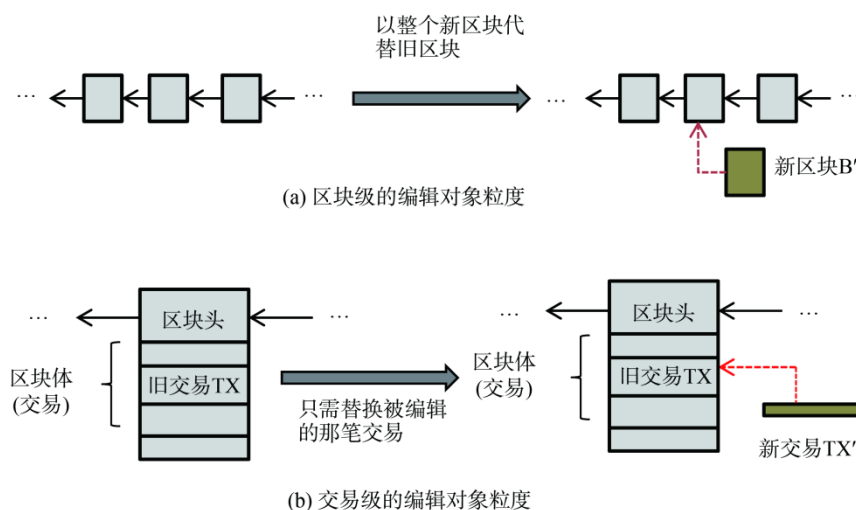 以整个新区块代
替旧区块
…
…
…
…
新区块B′
(a) 区块级的编辑对象粒度
…
区块头
…
区块体
(交易)
旧交易TX
只需替换被编辑
的那笔交易
…
区块头
…
区块体
(交易)
旧交易TX
新交易TX′
(b) 交易级的编辑对象粒度